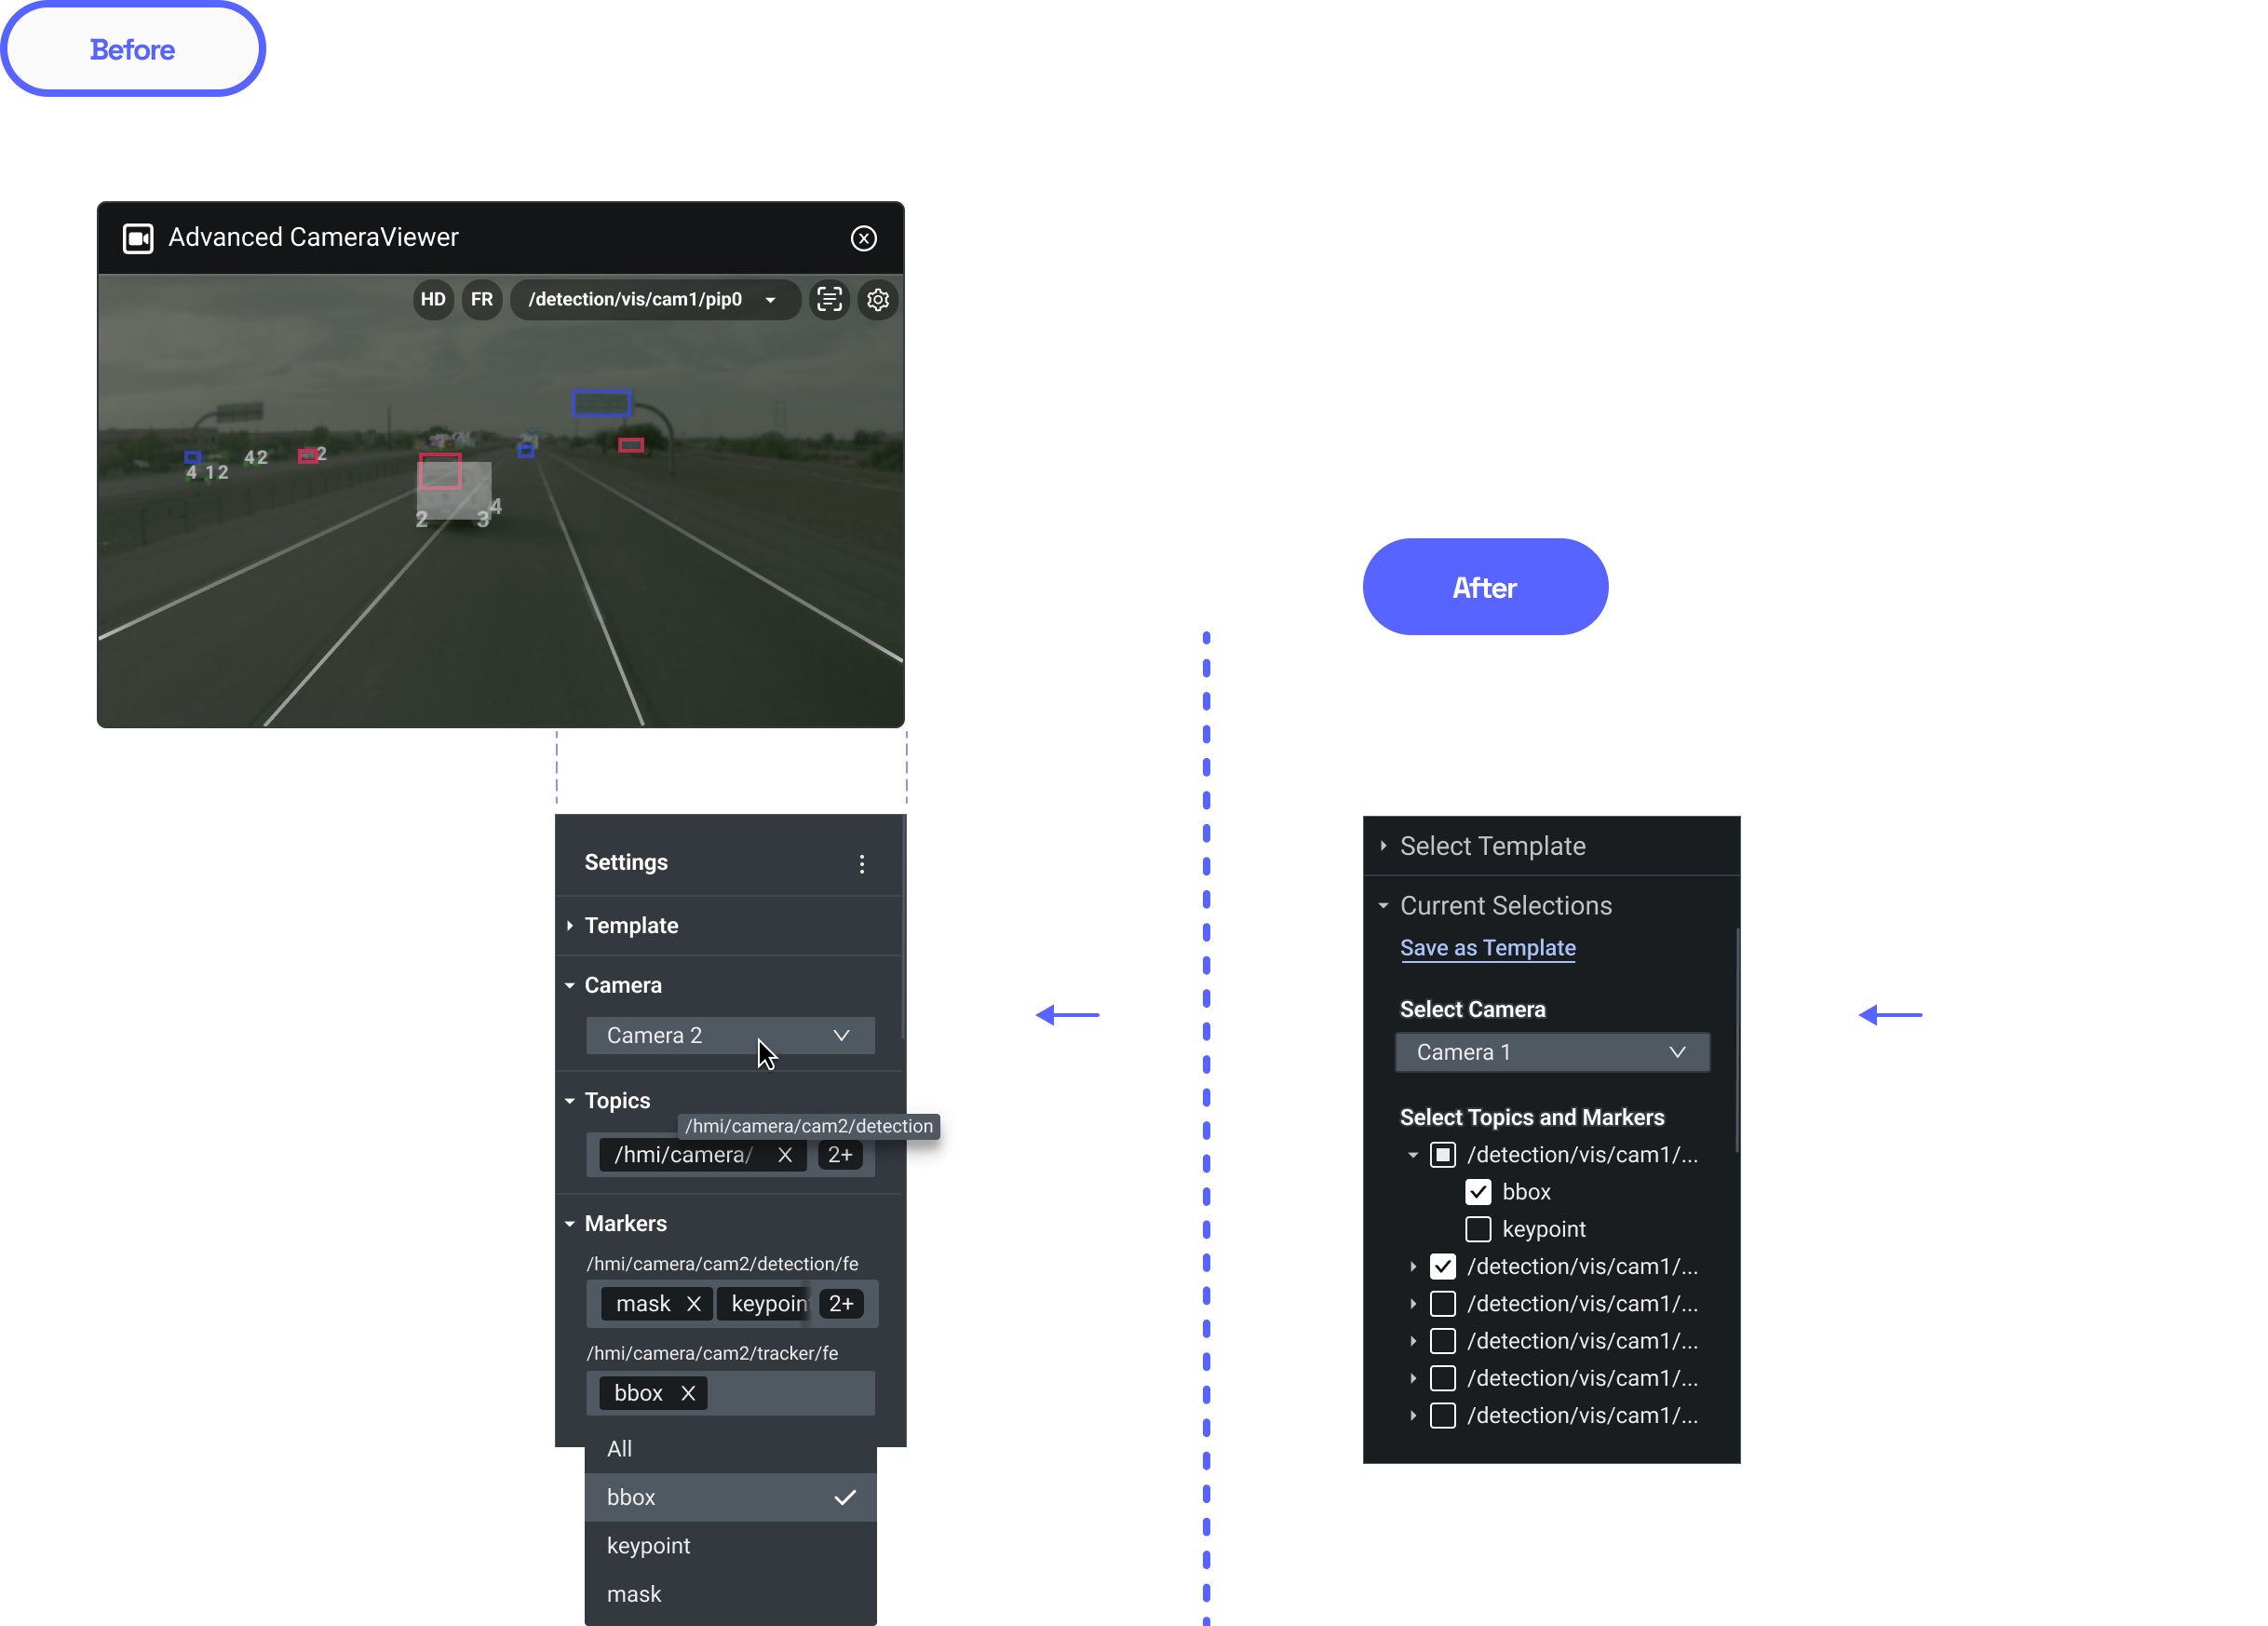 Before
Advanced CameraViewer
HD FR /detection/vis/cam1/pip0
4 12
42
2
2 3 4
Settings
Template
Camera
Camera 2
Topics
/hmi/camera/cam2/detection
/hmi/camera/ X 2+
Markers
/hmi/camera/cam2/detection/fe
mask X keypoin 2+
/hmi/camera/cam2/tracker/fe
bbox X
All
bbox
keypoint
mask
After
Select Template
Current Selections
Save as Template
Select Camera
Camera 1
Select Topics and Markers
/detection/vis/cam1/...
bbox
keypoint
/detection/vis/cam1/...
/detection/vis/cam1/...
/detection/vis/cam1/...
/detection/vis/cam1/...
/detection/vis/cam1/...